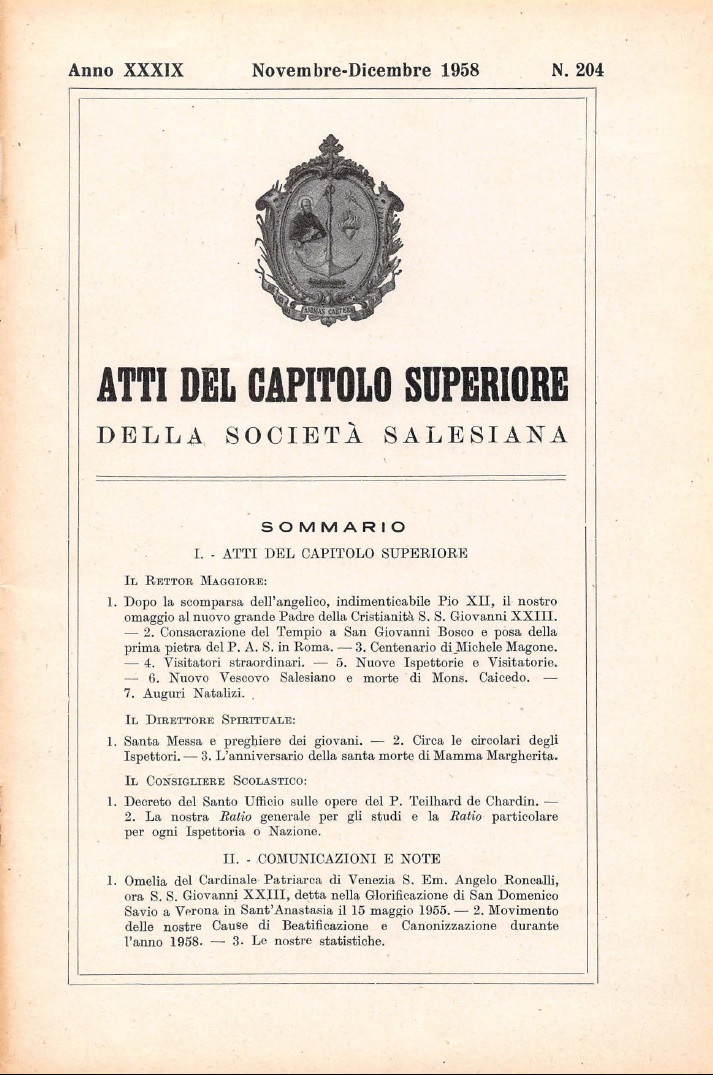 Anno XXXIX Novembre-Dicembre 1958 N. 204
ATTI DEL CAPITOLO SUPERIORE
DELLA SOCIETÀ SALESIANA
SOMMARIO
I. - ATTI DEL CAPITOLO SUPERIORE
IL RETTOR MAGGIORE:
1. Dopo la scomparsa dell'angelico, indimenticabile Pio XII, il nostro
omaggio al nuovo grande Padre della Cristianità S. S. Giovanni XXIII.
— 2. Consacrazione del Tempio a San Giovanni Bosco e posa della
prima pietra del P. A. S. in Roma. — 3. Centenario di Michele Magone.
— 4. Visitatori straordinari. — 5. Nuove Ispettorie e Visitatorie.
— 6. Nuovo Vescovo Salesiano e morte di Mons. Caicedo. —
7. Auguri Natalizi.
IL DIRETTORE SPIRITUALE:
1. Santa Messa e preghiere dei giovani. — 2. Circa le circolari degli
Ispettori. — 3. L'anniversario della santa morte di Mamma Margherita.
IL CONSIGLIERE SCOLASTICO:
1. Decreto del Santo Ufficio sulle opere del P. Teilhard de Chardin. —
2. La nostra Ratio generale per gli studi e la Ratio particolare
per ogni Ispettoria o Nazione.
II. - COMUNICAZIONI E NOTE
1. Omelia del Cardinale Patriarca di Venezia S. Em. Angelo Roncalli,
ora S. S. Giovanni XXIII, detta nella Glorificazione di San Domenico
Savio a Verona in Sant'Anastasia il 15 maggio 1955. — 2. Movimento
delle nostre Cause di Beatificazione e Canonizzazione durante
l'anno 1958. — 3. Le nostre statistiche.